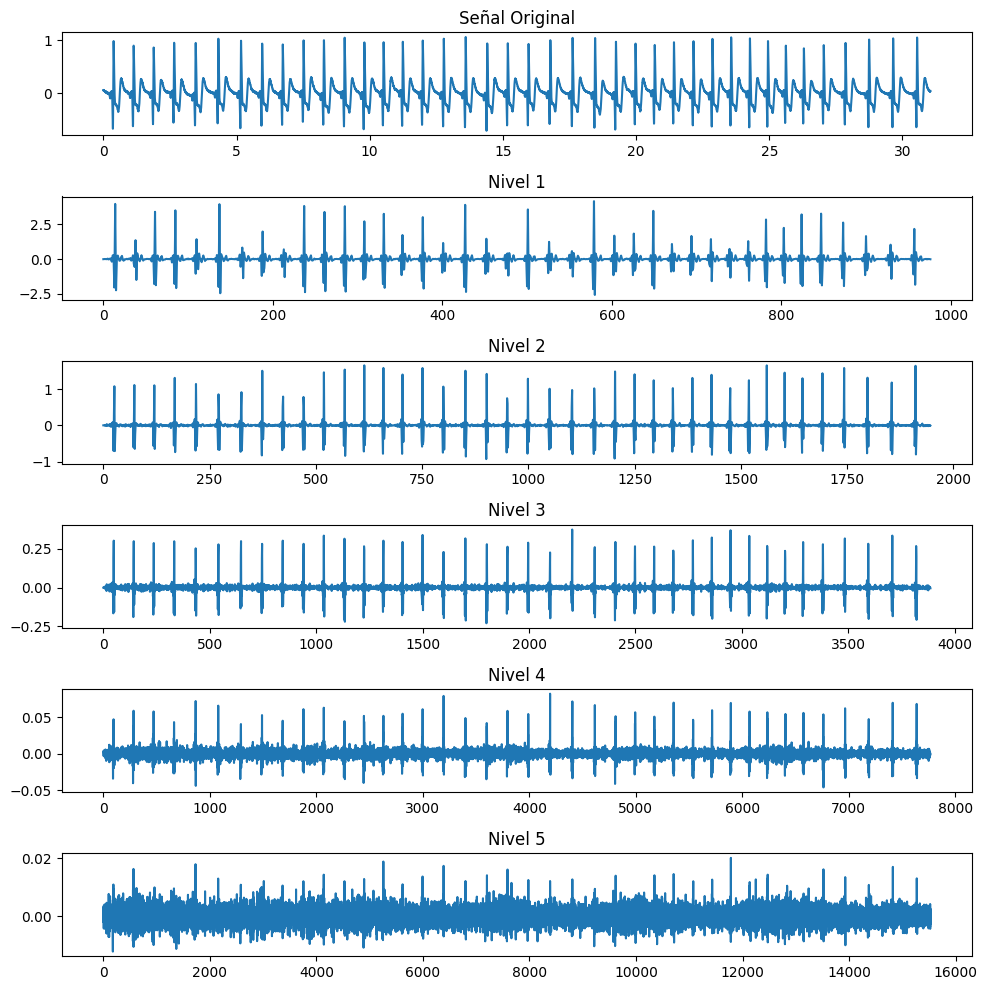 Señal Original
1
0
0 5 10 15 20 25 30
Nivel 1
2.5
0.0
−2.5
0 200 400 600 800 1000
Nivel 2
1
0
−1
0 250 500 750 1000 1250 1500 1750 2000
Nivel 3
0.25
0.00
−0.25
0 500 1000 1500 2000 2500 3000 3500 4000
Nivel 4
0.05
0.00
−0.05
0 1000 2000 3000 4000 5000 6000 7000 8000
Nivel 5
0.02
0.00
0 2000 4000 6000 8000 10000 12000 14000 16000